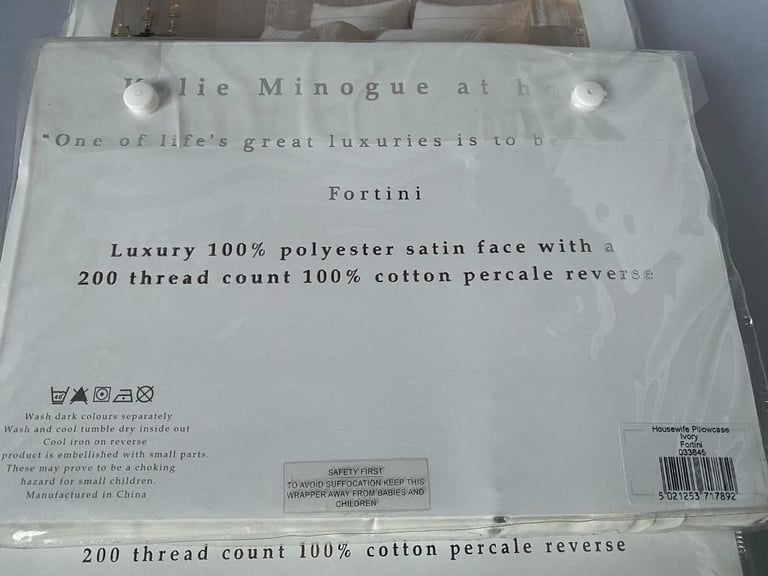 Kylie Minogue at h
"One of life's great luxuries is to be
Fortini
Luxury 100% polyester satin face with a
200 thread count 100% cotton percale reverse
40
Wash dark colours separately
Wash and cool tumble dry inside out
Cool iron on reverse
product is embellished with small parts.
These may prove to be a choking
hazard for small children.
Manufactured in China
SAFETY FIRST
TO AVOID SUFFOCATION KEEP THIS
WRAPPER AWAY FROM BABIES AND
CHILDREN
Housewife Pillowcase
Ivory
Fortini
033645
5 021253 717892
200 thread count 100% cotton percale reverse